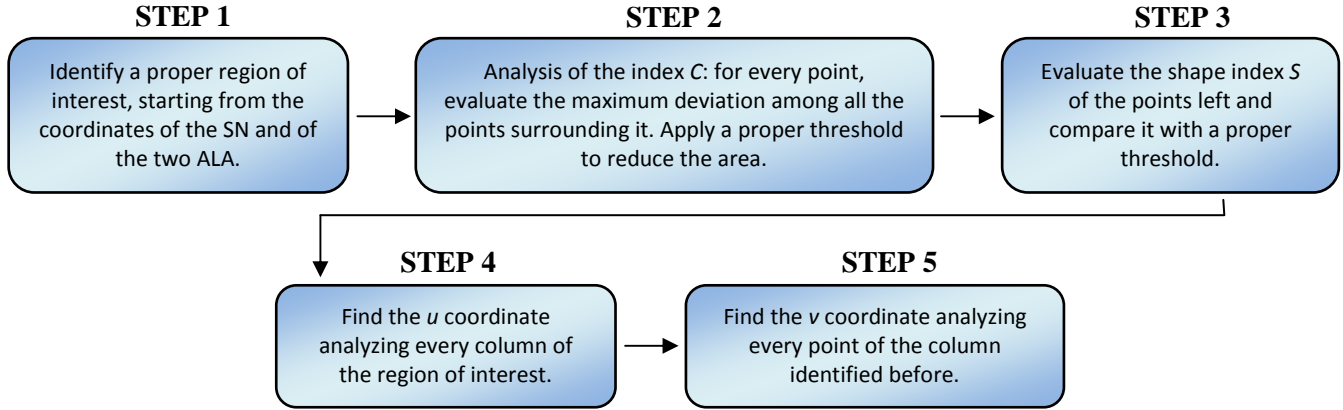 STEP 1
Identify a proper region of
interest, starting from the
coordinates of the SN and of
the two ALA.
STEP 2
Analysis of the index C: for every point,
evaluate the maximum deviation among all the
points surrounding it. Apply a proper threshold
to reduce the area.
STEP 3
Evaluate the shape index S
of the points left and
compare it with a proper
threshold.
STEP 4
Find the u coordinate
analyzing every column of
the region of interest.
STEP 5
Find the v coordinate analyzing
every point of the column
identified before.